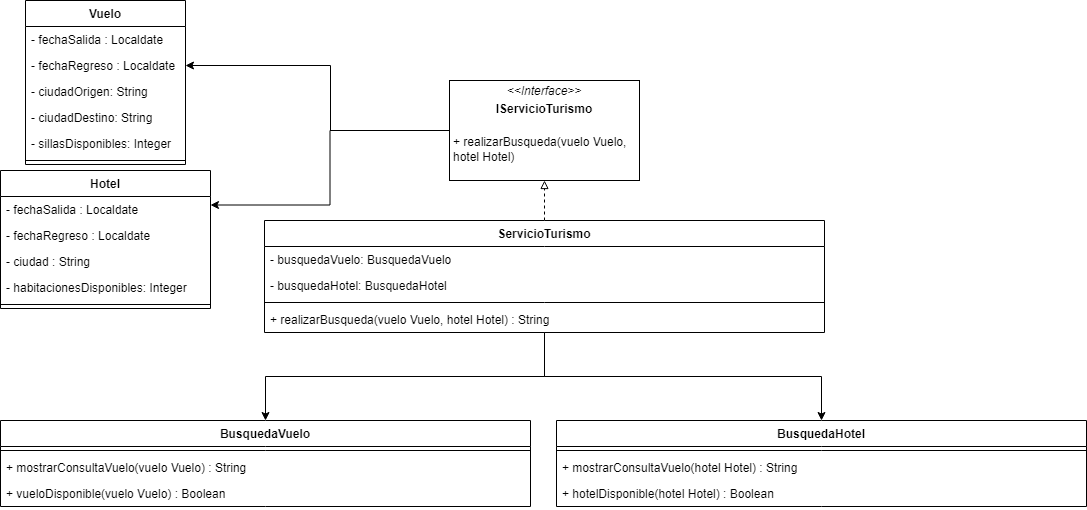 Vuelo
- fechaSalida : Localdate
- fechaRegreso : Localdate
- ciudadOrigen: String
- ciudadDestino: String
- sillasDisponibles: Integer
Hotel
- fechaSalida : Localdate
- fechaRegreso : Localdate
- ciudad : String
- habitacionesDisponibles: Integer
<<Interface>>
IServicioTurismo
+ realizarBusqueda(vuelo Vuelo,
hotel Hotel)
ServicioTurismo
- busquedaVuelo: BusquedaVuelo
- busquedaHotel: BusquedaHotel
+ realizarBusqueda(vuelo Vuelo, hotel Hotel) : String
BusquedaVuelo
+ mostrarConsultaVuelo(vuelo Vuelo) : String
+ vueloDisponible(vuelo Vuelo) : Boolean
BusquedaHotel
+ mostrarConsultaVuelo(hotel Hotel) : String
+ hotelDisponible(hotel Hotel) : Boolean